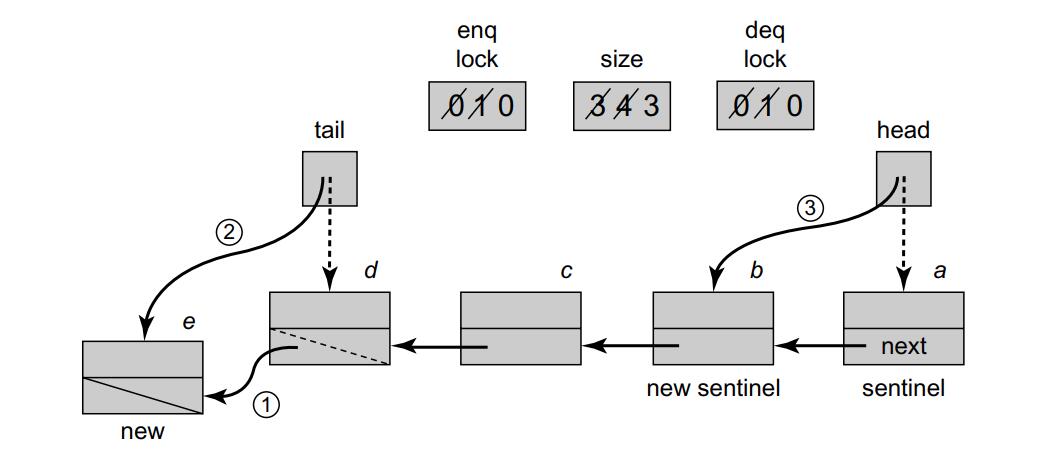 enq
lock
0 1 0
size
3 4 3
deq
lock
0 1 0
tail
head
2
3
d
c
b
a
e
next
new sentinel
sentinel
1
new